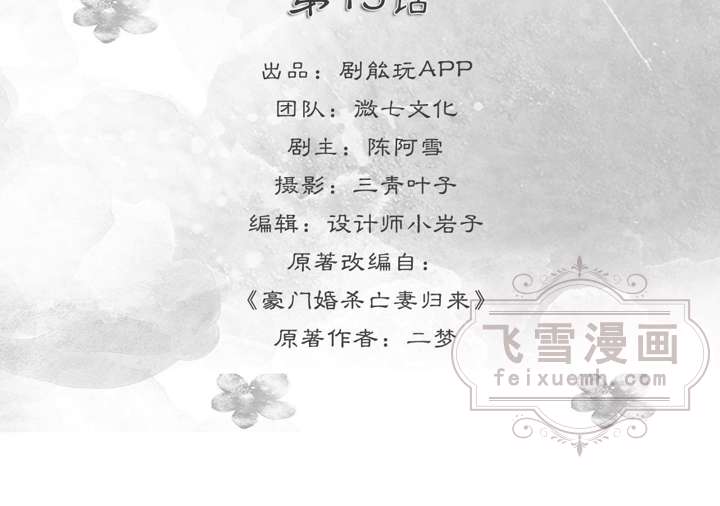 第15话
出品：剧能玩APP
团队：微七文化
剧主：陈阿雪
摄影：三青叶子
编辑：设计师小岩子
原著改编自：
《豪门婚杀亡妻归来》
原著作者：二梦
飞雪漫画
feixuemh.com